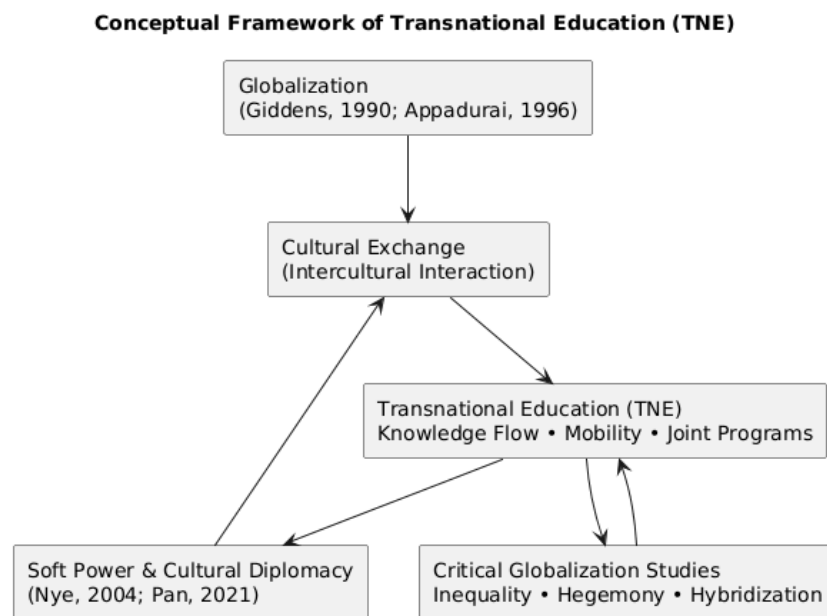 Conceptual Framework of Transnational Education (TNE)
Globalization
(Giddens, 1990; Appadurai, 1996)
Cultural Exchange
(Intercultural Interaction)
Transnational Education (TNE)
Knowledge Flow • Mobility • Joint Programs
Soft Power & Cultural Diplomacy
(Nye, 2004; Pan, 2021)
Critical Globalization Studies
Inequality • Hegemony • Hybridization